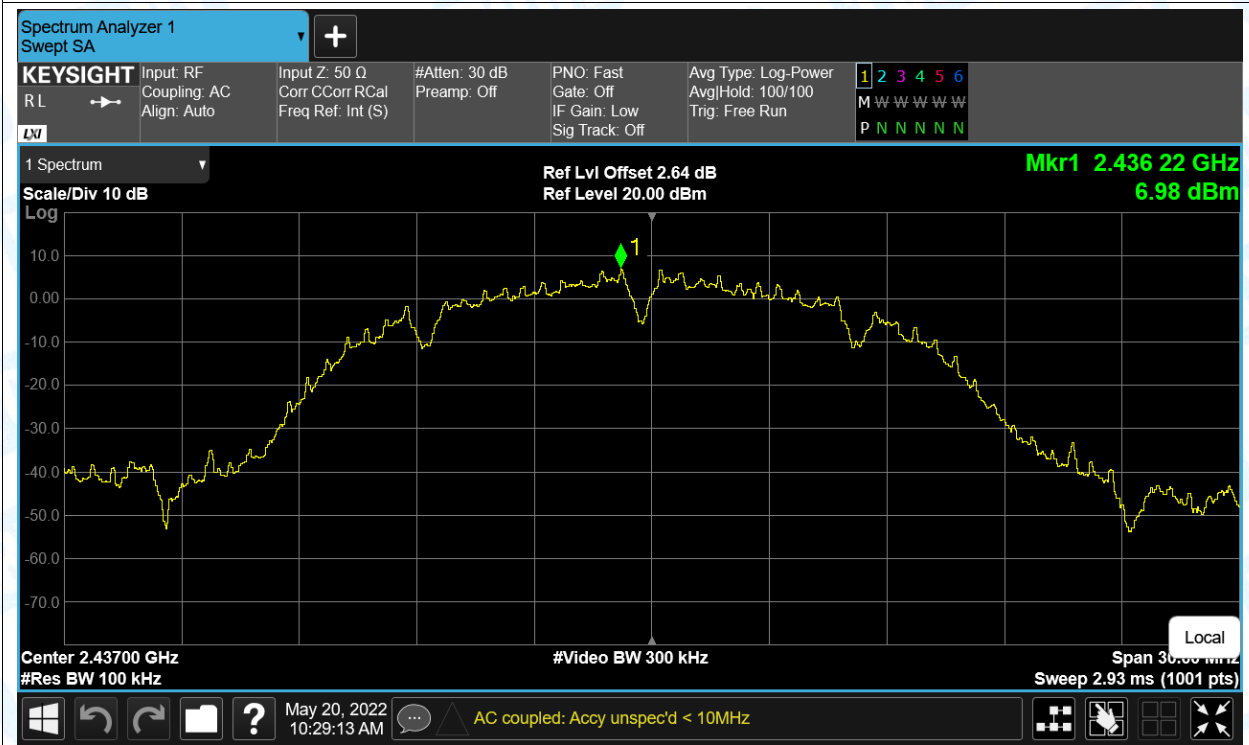 Spectrum Analyzer 1
Swept SA
+
KEYSIGHT
R L
LXI
Input: RF
Coupling: AC
Align: Auto
Input Z: 50 Ω
Corr CCorr RCal
Freq Ref: Int (S)
#Atten: 30 dB
Preamp: Off
PNO: Fast
Gate: Off
IF Gain: Low
Sig Track: Off
Avg Type: Log-Power
Avg|Hold: 100/100
Trig: Free Run
1 2 3 4 5 6
M W W W W W
P N N N N N
1 Spectrum
Scale/Div 10 dB
Log
Ref Lvl Offset 2.64 dB
Ref Level 20.00 dBm
Mkr1 2.436 22 GHz
6.98 dBm
1
10.0
0.00
-10.0
-20.0
-30.0
-40.0
-50.0
-60.0
-70.0
Local
Center 2.43700 GHz
#Video BW 300 kHz
Span 30.00 MHz
#Res BW 100 kHz
Sweep 2.93 ms (1001 pts)
?
May 20, 2022
10:29:13 AM
AC coupled: Accy unspec'd < 10MHz